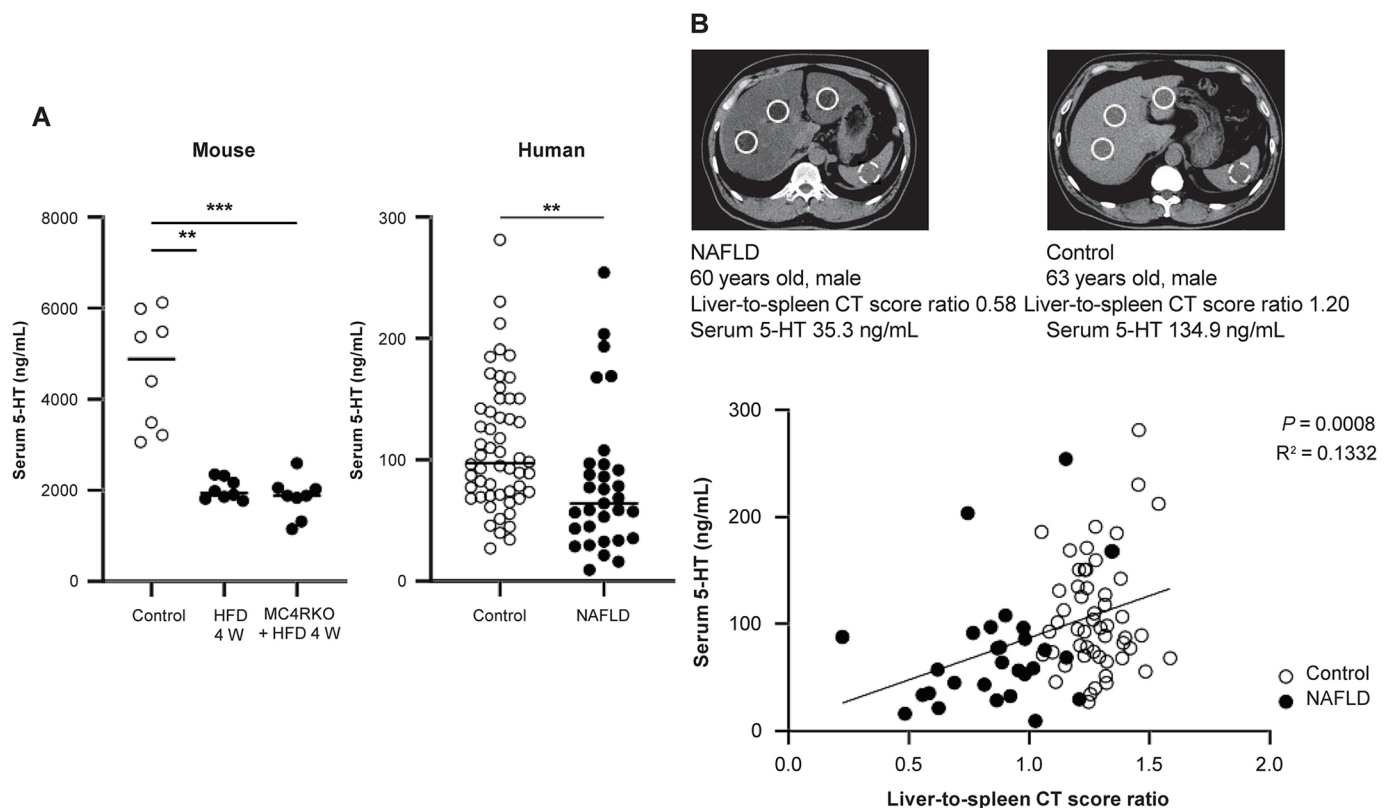 A
Mouse
Serum 5-HT (ng/mL)
8000
6000
4000
2000
0
***
**
Control
HFD
4 W
MC4RKO
+ HFD 4 W
Human
Serum 5-HT (ng/mL)
300
200
100
0
**
Control
NAFLD
B
NAFLD
60 years old, male
Liver-to-spleen CT score ratio 0.58
Serum 5-HT 35.3 ng/mL
Control
63 years old, male
Liver-to-spleen CT score ratio 1.20
Serum 5-HT 134.9 ng/mL
Serum 5-HT (ng/mL)
300
200
100
0
P = 0.0008
R² = 0.1332
Control
NAFLD
0.0
0.5
1.0
1.5
2.0
Liver-to-spleen CT score ratio